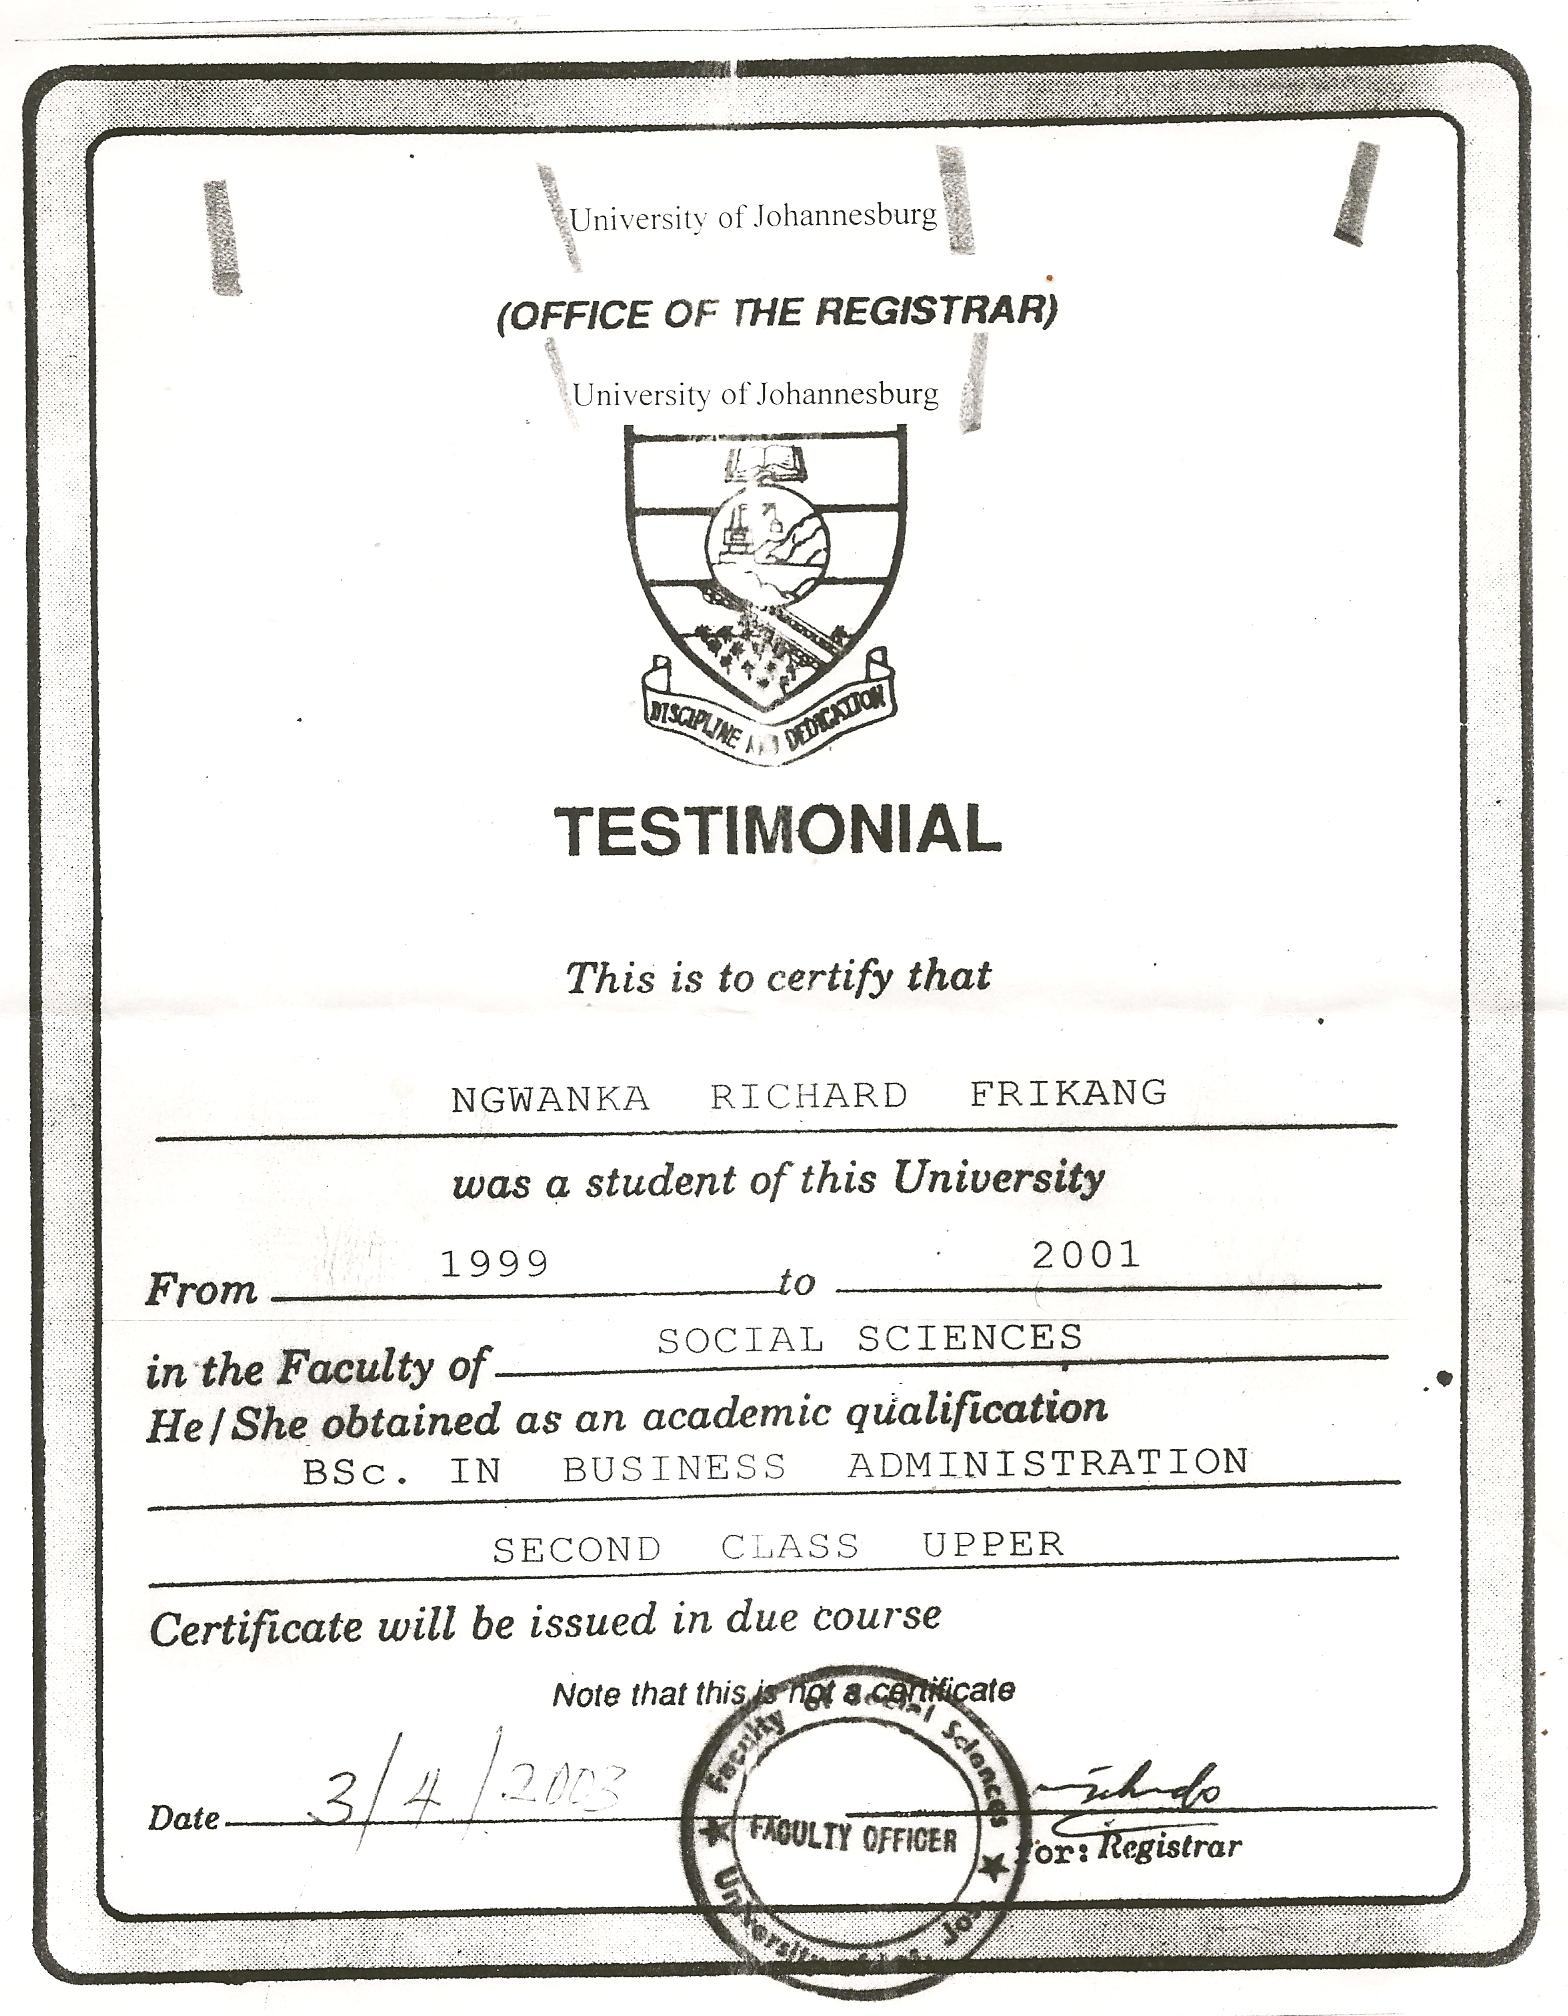 University of Johannesburg
(OFFICE OF THE REGISTRAR)
University of Johannesburg
DISCIPLINE AND DEDICATION
TESTIMONIAL
This is to certify that
NGWANKA RICHARD FRIKANG
was a student of this University
From 1999 to 2001
in the Faculty of SOCIAL SCIENCES
He/She obtained as an academic qualification
BSc. IN BUSINESS ADMINISTRATION
SECOND CLASS UPPER
Certificate will be issued in due course
Note that this is not a certificate
Date 3/4/2003
Faculty of Social Sciences
FACULTY OFFICER
University Jos
for: Registrar